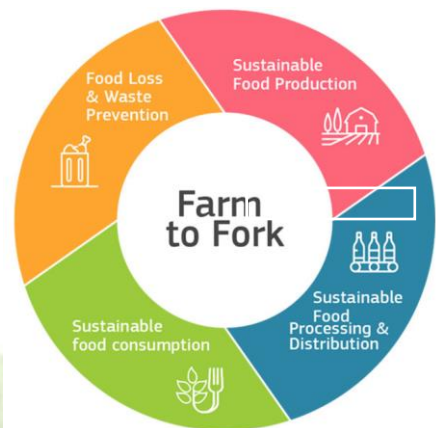 Food Loss
& Waste
Prevention
Sustainable
Food Production
Farm
to Fork
Sustainable
Food
Processing &
Distribution
Sustainable
food consumption